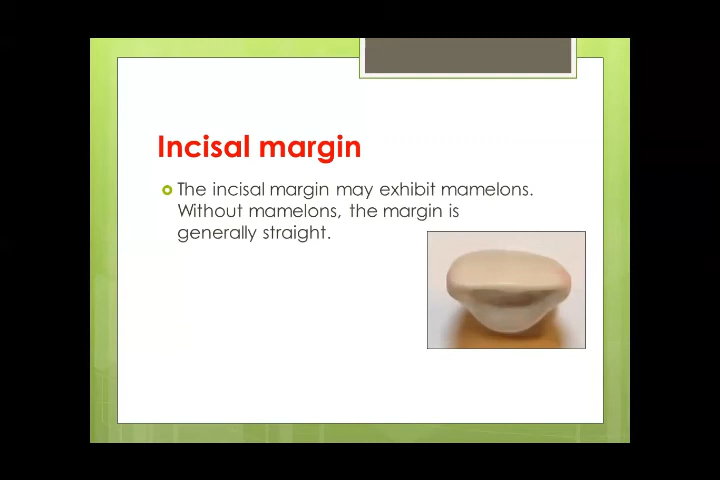 Incisal margin
The incisal margin may exhibit mamelons.
Without mamelons, the margin is
generally straight.